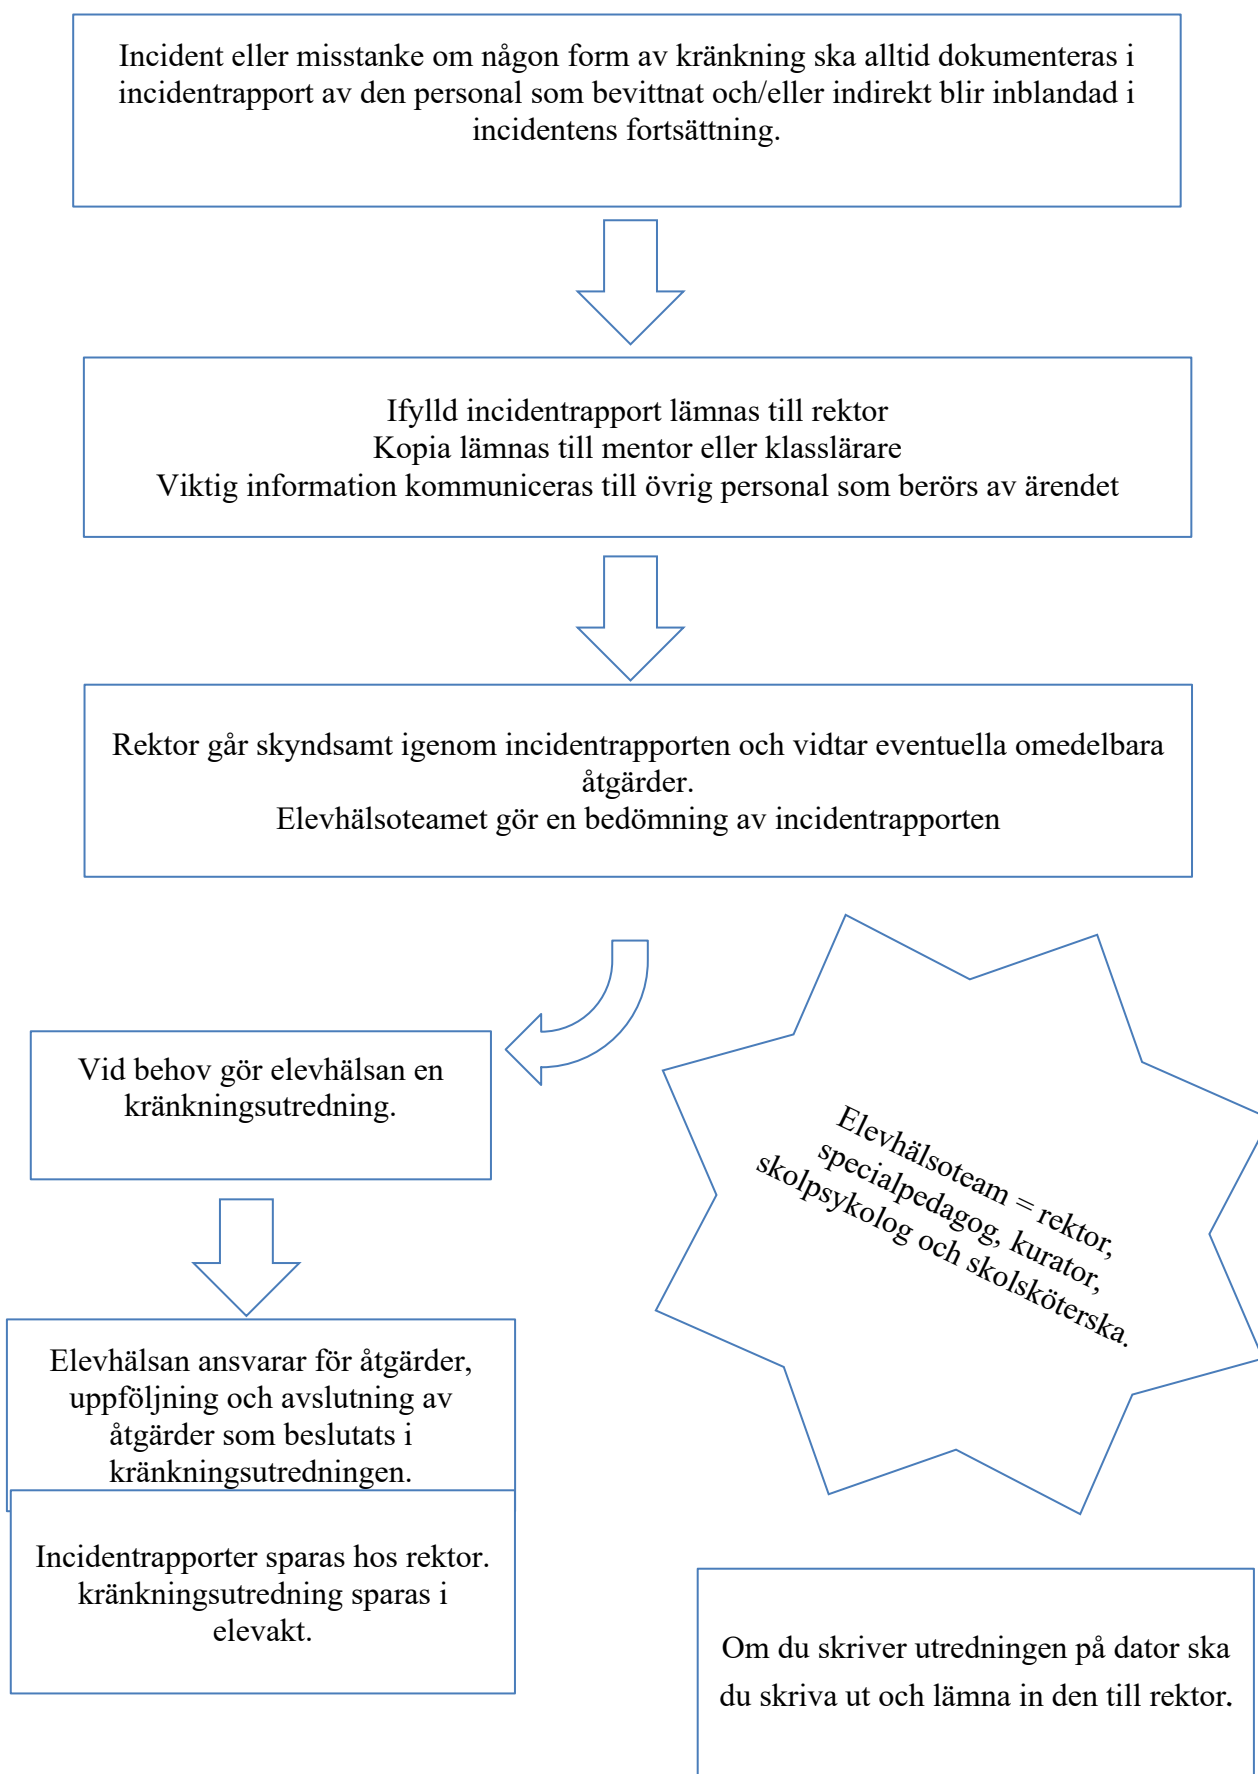 Incident eller misstanke om någon form av kränkning ska alltid dokumenteras i
incidentrapport av den personal som bevittnat och/eller indirekt blir inblandad i
incidentens fortsättning.
Ifylld incidentrapport lämnas till rektor
Kopia lämnas till mentor eller klasslärare
Viktig information kommuniceras till övrig personal som berörs av ärendet
Rektor går skyndsamt igenom incidentrapporten och vidtar eventuella omedelbara
åtgärder.
Elevhälsoteamet gör en bedömning av incidentrapporten
Vid behov gör elevhälsan en
kränkningsutredning.
Elevhälsoteam = rektor,
specialpedagog, kurator,
skolpsykolog och skolsköterska.
Elevhälsan ansvarar för åtgärder,
uppföljning och avslutning av
åtgärder som beslutats i
kränkningsutredningen.
Incidentrapporter sparas hos rektor.
kränkningsutredning sparas i
elevakt.
Om du skriver utredningen på dator ska
du skriva ut och lämna in den till rektor.